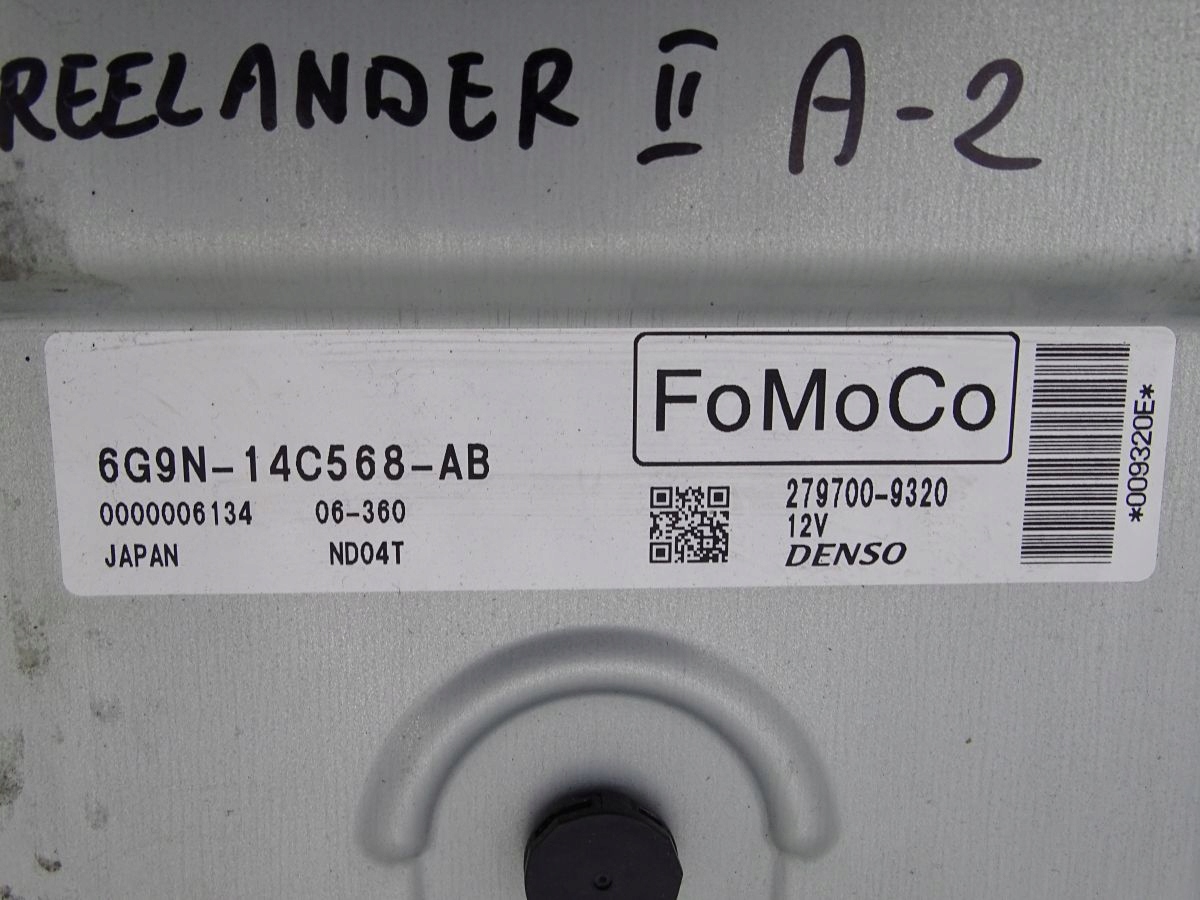 REELANDER II A-2
FoMoCo
6G9N-14C568-AB
0000006134 06-360
JAPAN ND04T
279700-9320
12V
DENSO
*009320E*